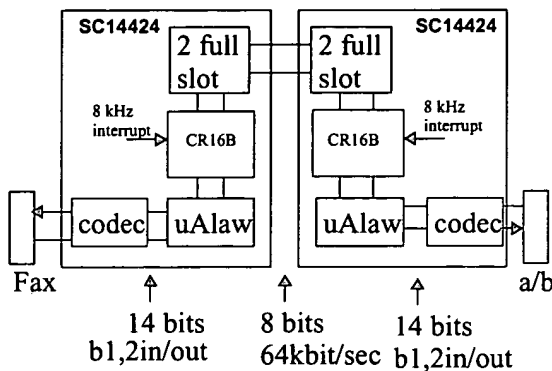 SC14424
SC14424
2 full
slot
2 full
slot
8 kHz
interrupt
CR16B
CR16B
8 kHz
interrupt
codec
uAlaw
uAlaw
codec
Fax
a/b
14 bits
b1,2in/out
8 bits
64kbit/sec
14 bits
b1,2in/out